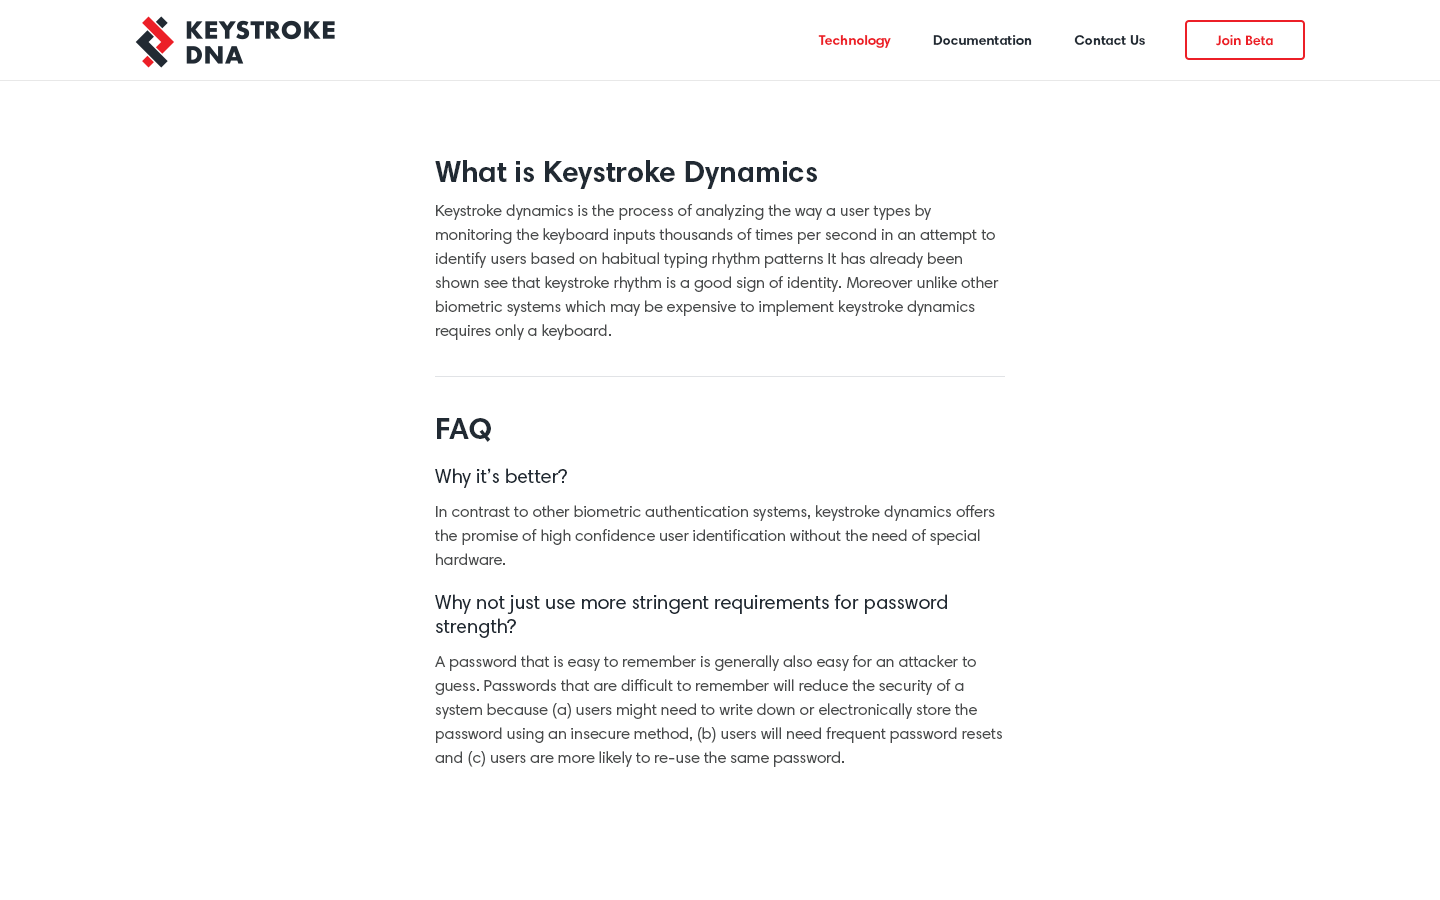 KEYSTROKE
DNA
Technology
Documentation
Contact Us
Join Beta
What is Keystroke Dynamics
Keystroke dynamics is the process of analyzing the way a user types by
monitoring the keyboard inputs thousands of times per second in an attempt to
identify users based on habitual typing rhythm patterns It has already been
shown see that keystroke rhythm is a good sign of identity. Moreover unlike other
biometric systems which may be expensive to implement keystroke dynamics
requires only a keyboard.
FAQ
Why it’s better?
In contrast to other biometric authentication systems, keystroke dynamics offers
the promise of high confidence user identification without the need of special
hardware.
Why not just use more stringent requirements for password
strength?
A password that is easy to remember is generally also easy for an attacker to
guess. Passwords that are difficult to remember will reduce the security of a
system because (a) users might need to write down or electronically store the
password using an insecure method, (b) users will need frequent password resets
and (c) users are more likely to re-use the same password.